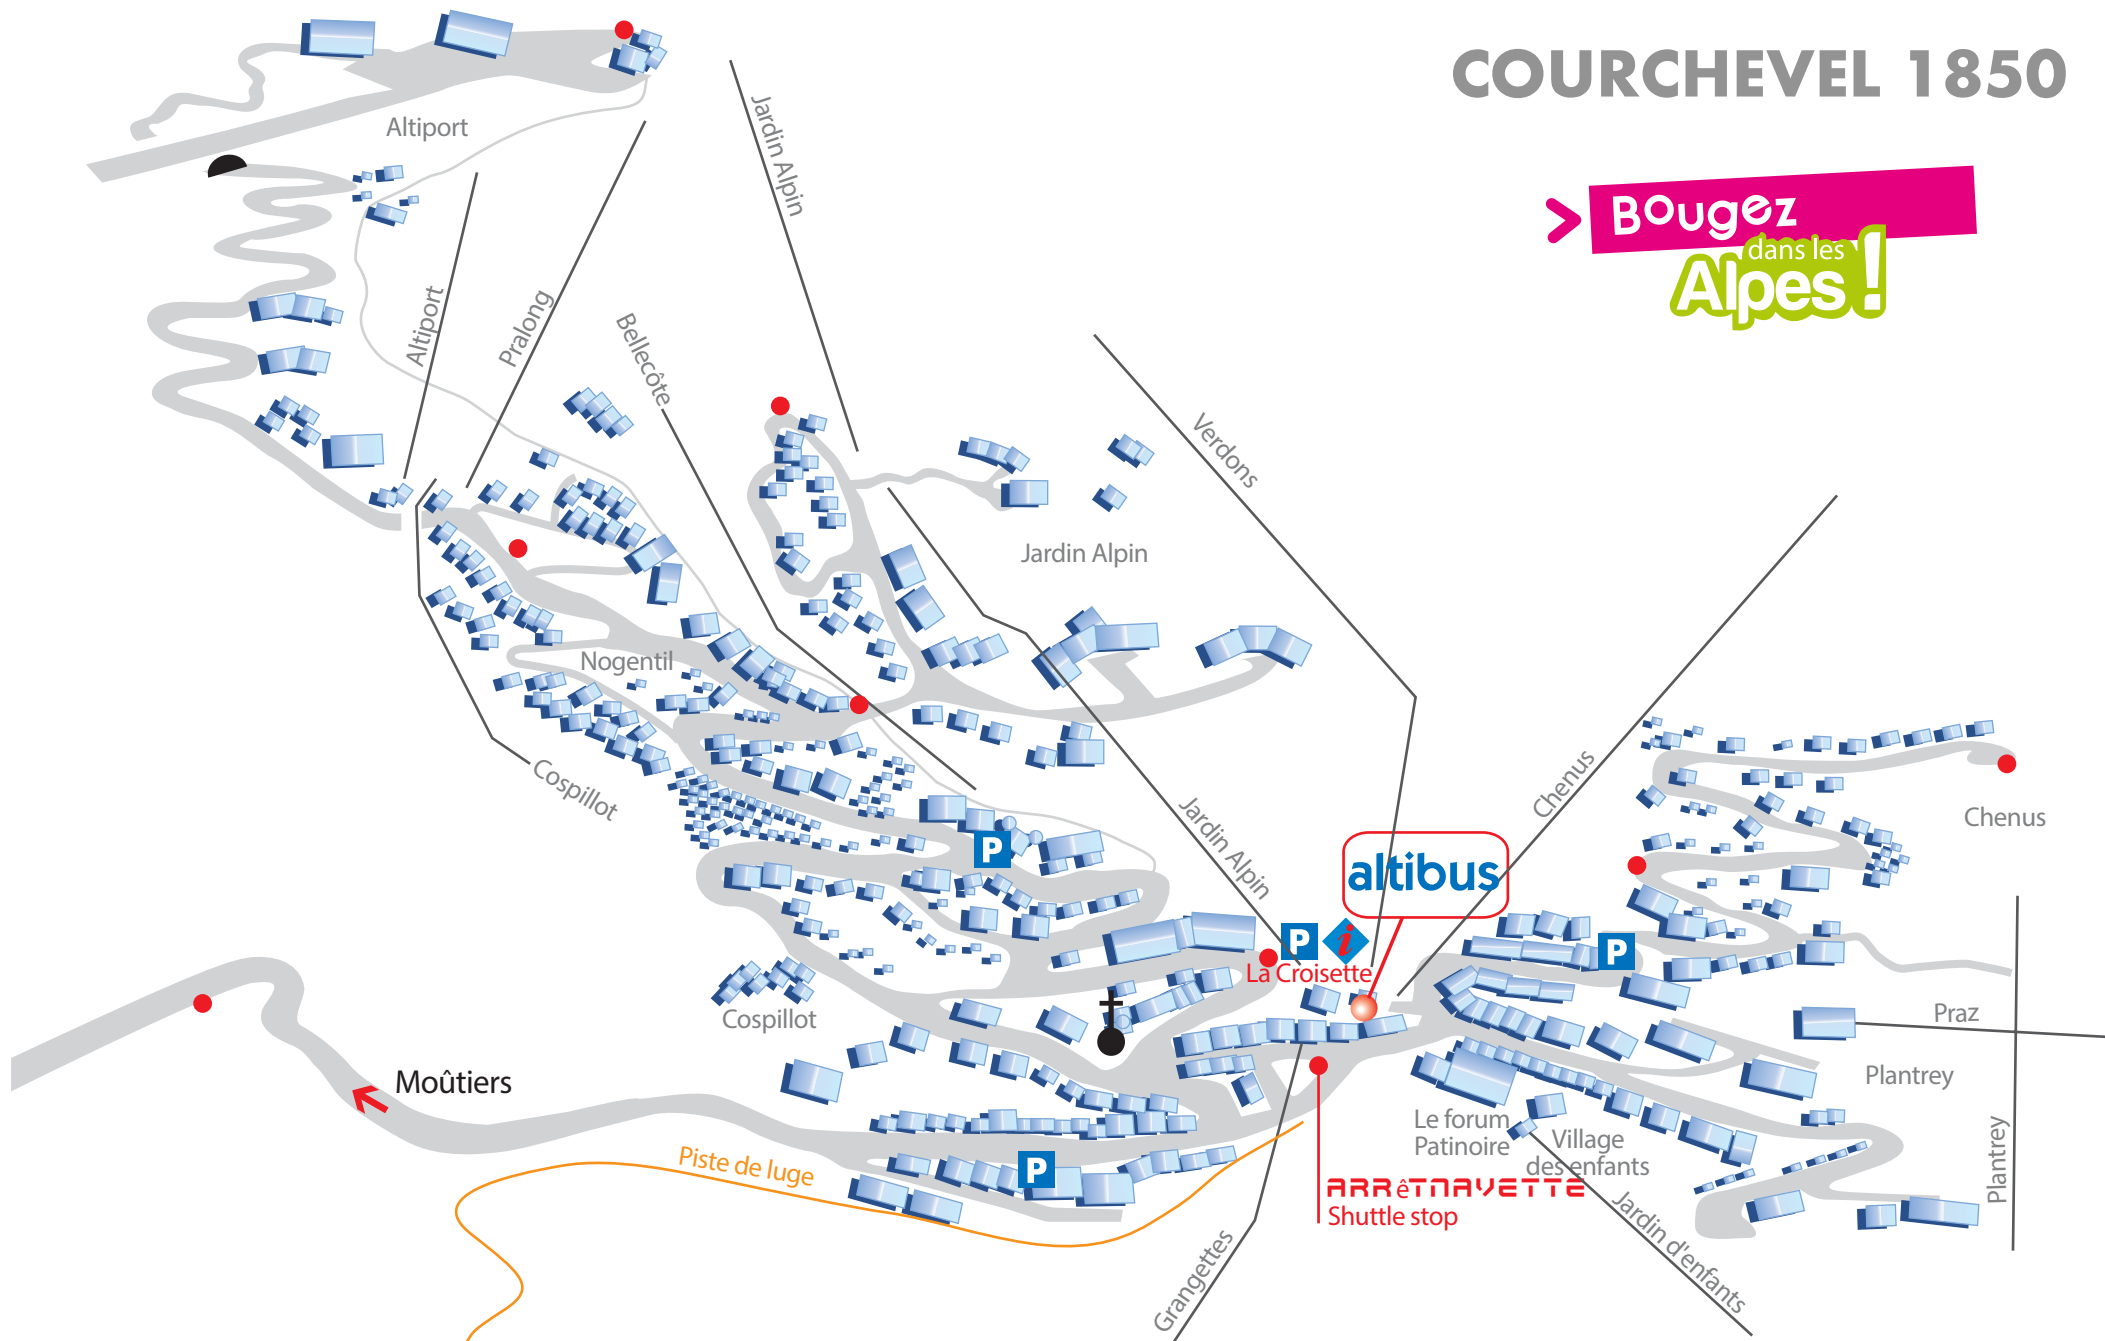 COURCHEVEL 1850
Bougez
dans les
Alpes !
Altiport
Jardin Alpin
Altiport
Pralong
Bellecôte
Verdons
Jardin Alpin
Nogentil
Cospillot
Chenus
Chenus
Jardin Alpin
altibus
P
P
i
P
La Croisette
Cospillot
Praz
Moûtiers
Plantrey
Le forum
Patinoire
Village
des enfants
Plantrey
Piste de luge
P
ARRêT NAVETTE
Shuttle stop
Jardin d'enfants
Grangettes